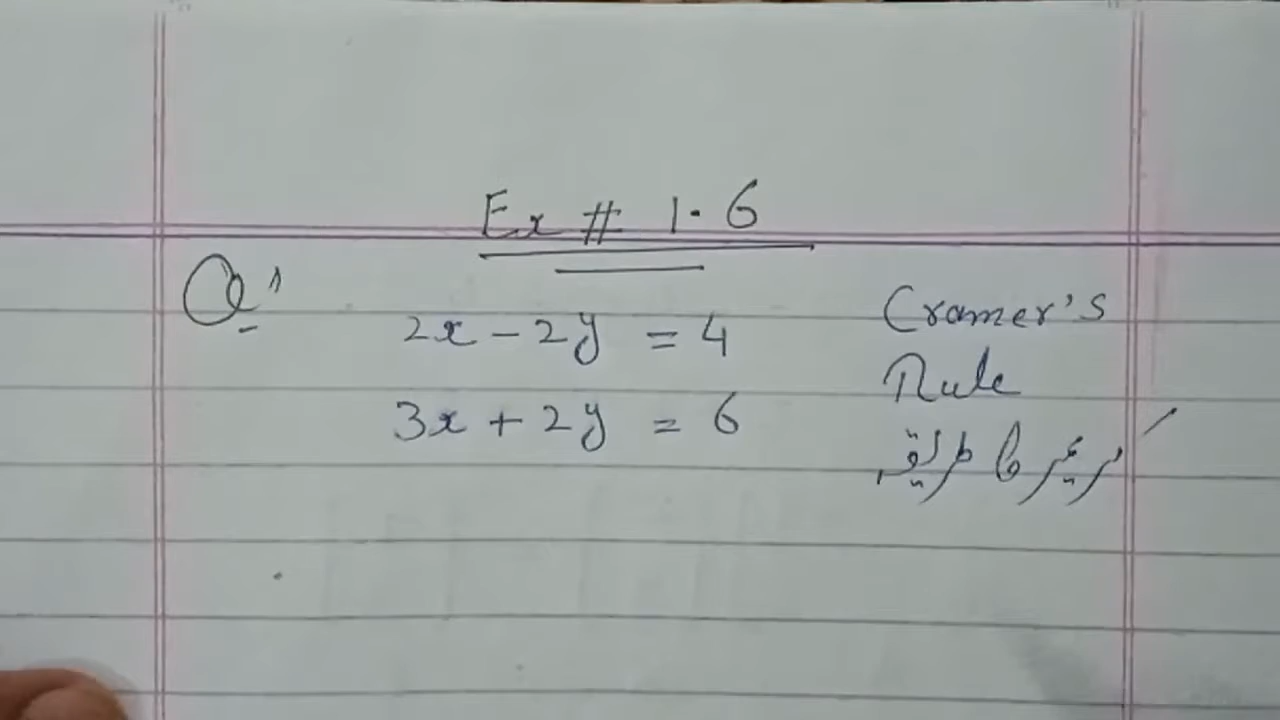 Ex # 1.6
Q1
2x - 2y = 4
3x + 2y = 6
Cramer's
Rule
کریمر کا طریقہ